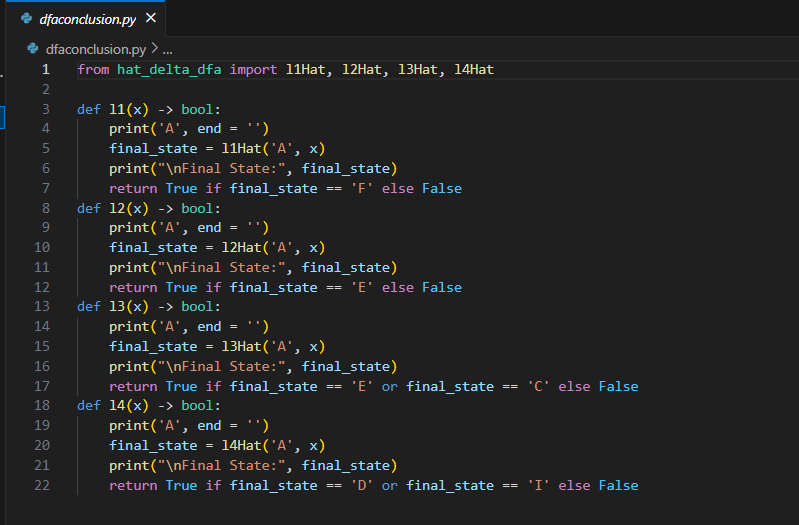 dfaconclusion.py ×
dfaconclusion.py > ...
1 from hat_delta_dfa import l1Hat, l2Hat, l3Hat, l4Hat
2
3 def l1(x) -> bool:
4     print('A', end = '')
5     final_state = l1Hat('A', x)
6     print("\nFinal State:", final_state)
7     return True if final_state == 'F' else False
8 def l2(x) -> bool:
9     print('A', end = '')
10     final_state = l2Hat('A', x)
11     print("\nFinal State:", final_state)
12     return True if final_state == 'E' else False
13 def l3(x) -> bool:
14     print('A', end = '')
15     final_state = l3Hat('A', x)
16     print("\nFinal State:", final_state)
17     return True if final_state == 'E' or final_state == 'C' else False
18 def l4(x) -> bool:
19     print('A', end = '')
20     final_state = l4Hat('A', x)
21     print("\nFinal State:", final_state)
22     return True if final_state == 'D' or final_state == 'I' else False